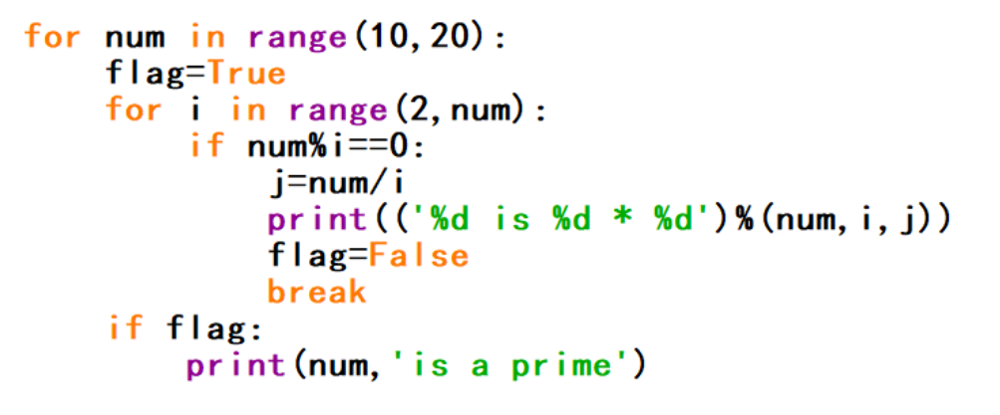 for num in range(10,20):
    flag=True
    for i in range(2,num):
        if num%i==0:
            j=num/i
            print(('%d is %d * %d')%(num,i,j))
            flag=False
            break
    if flag:
        print(num,'is a prime')